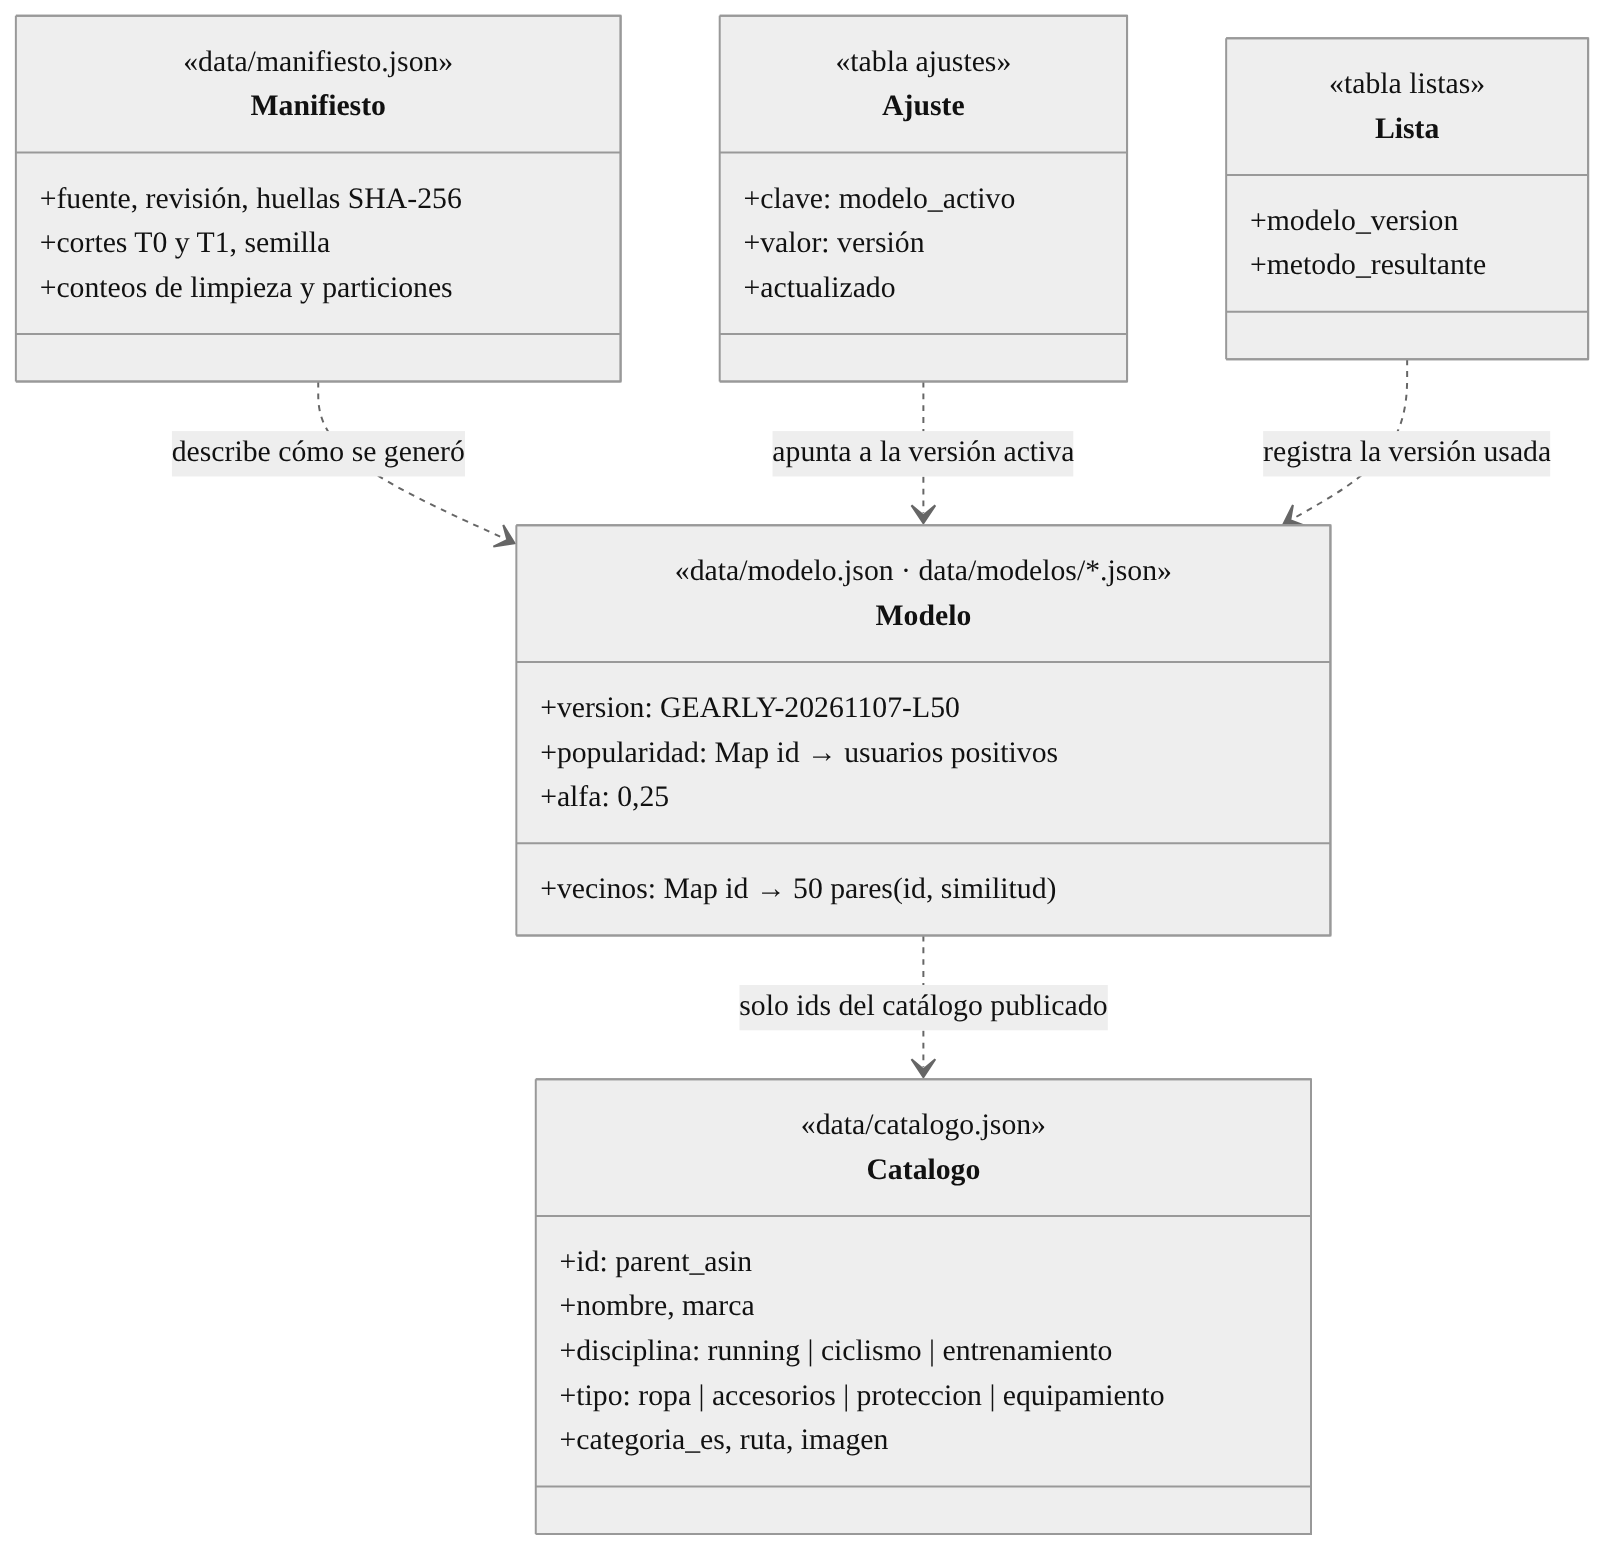 «data/manifiesto.json»
Manifiesto
+fuente, revisión, huellas SHA-256
+cortes T0 y T1, semilla
+conteos de limpieza y particiones
«tabla ajustes»
Ajuste
+clave: modelo_activo
+valor: versión
+actualizado
«tabla listas»
Lista
+modelo_version
+metodo_resultante
describe cómo se generó
apunta a la versión activa
registra la versión usada
«data/modelo.json · data/modelos/*.json»
Modelo
+version: GEARLY-20261107-L50
+popularidad: Map id → usuarios positivos
+alfa: 0,25
+vecinos: Map id → 50 pares(id, similitud)
solo ids del catálogo publicado
«data/catalogo.json»
Catalogo
+id: parent_asin
+nombre, marca
+disciplina: running | ciclismo | entrenamiento
+tipo: ropa | accesorios | proteccion | equipamiento
+categoria_es, ruta, imagen